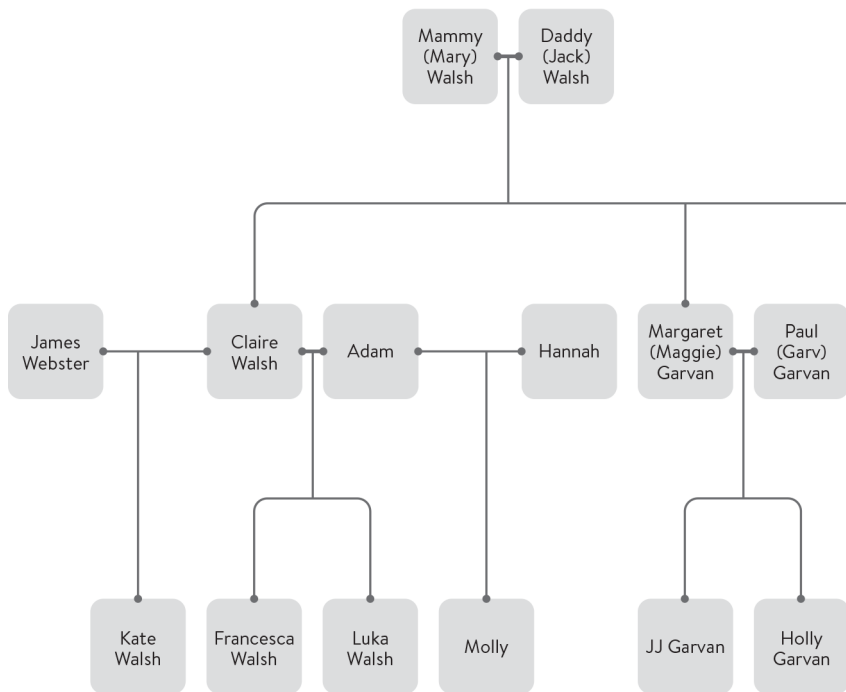 Mammy
(Mary)
Walsh
Daddy
(Jack)
Walsh
James
Webster
Claire
Walsh
Adam
Hannah
Margaret
(Maggie)
Garvan
Paul
(Garv)
Garvan
Kate
Walsh
Francesca
Walsh
Luka
Walsh
Molly
JJ Garvan
Holly
Garvan